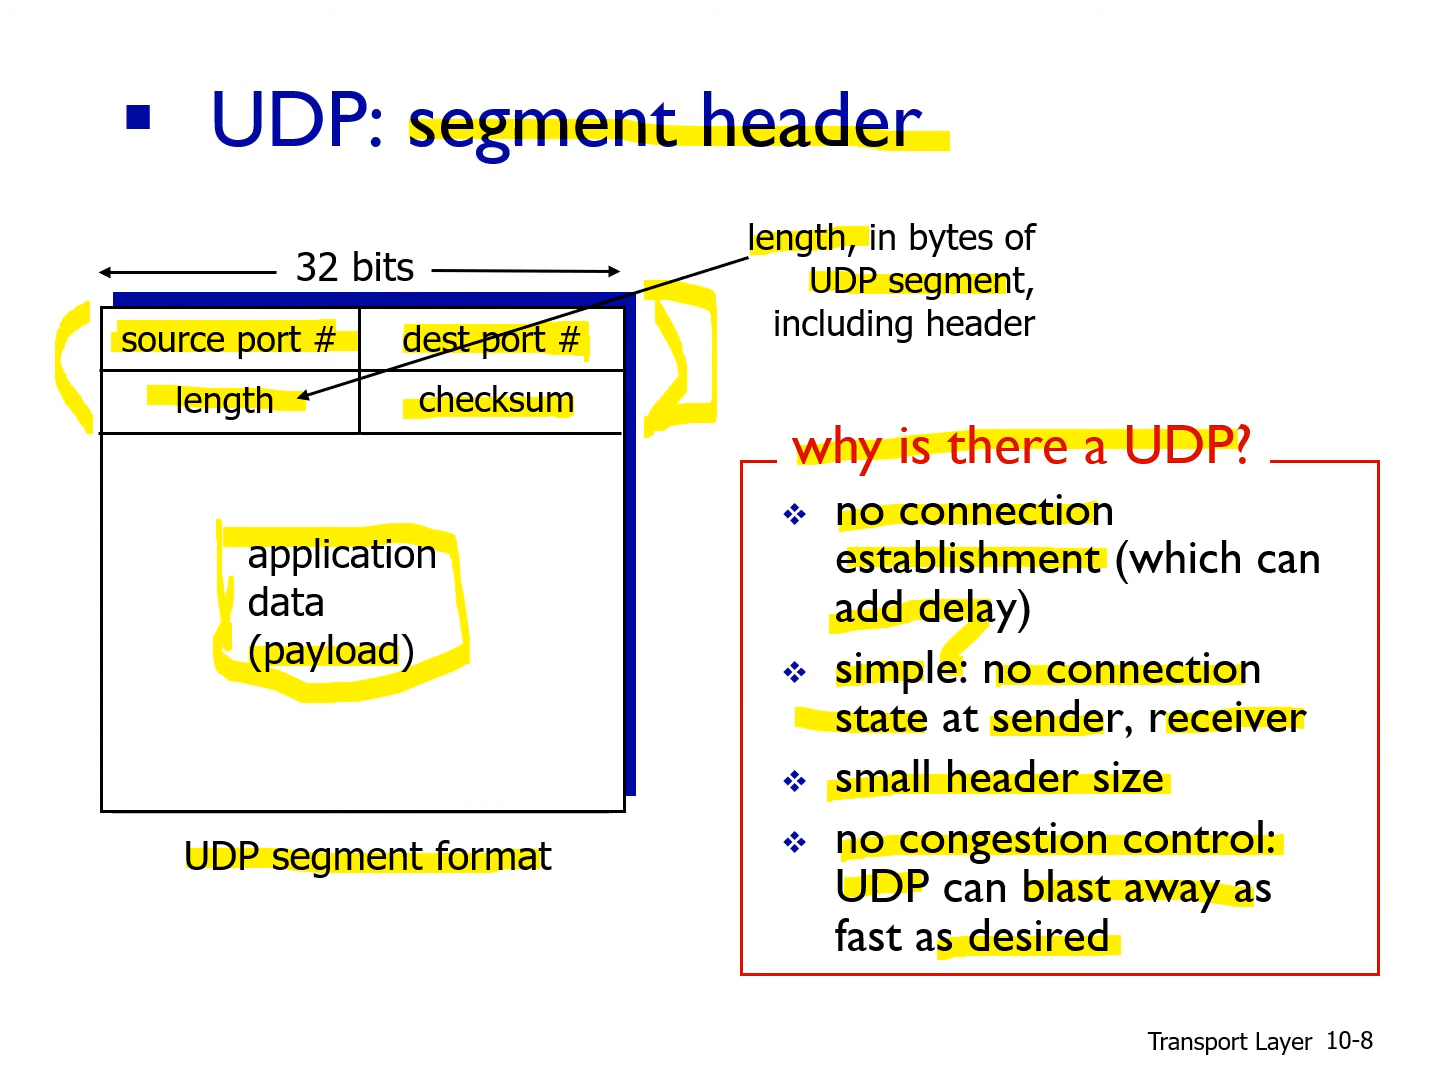 ▪ UDP: segment header
length, in bytes of
UDP segment,
including header
32 bits
source port # dest port #
length checksum
application
data
(payload)
UDP segment format
why is there a UDP?
❖ no connection
establishment (which can
add delay)
❖ simple: no connection
state at sender, receiver
❖ small header size
❖ no congestion control:
UDP can blast away as
fast as desired
Transport Layer 10-8